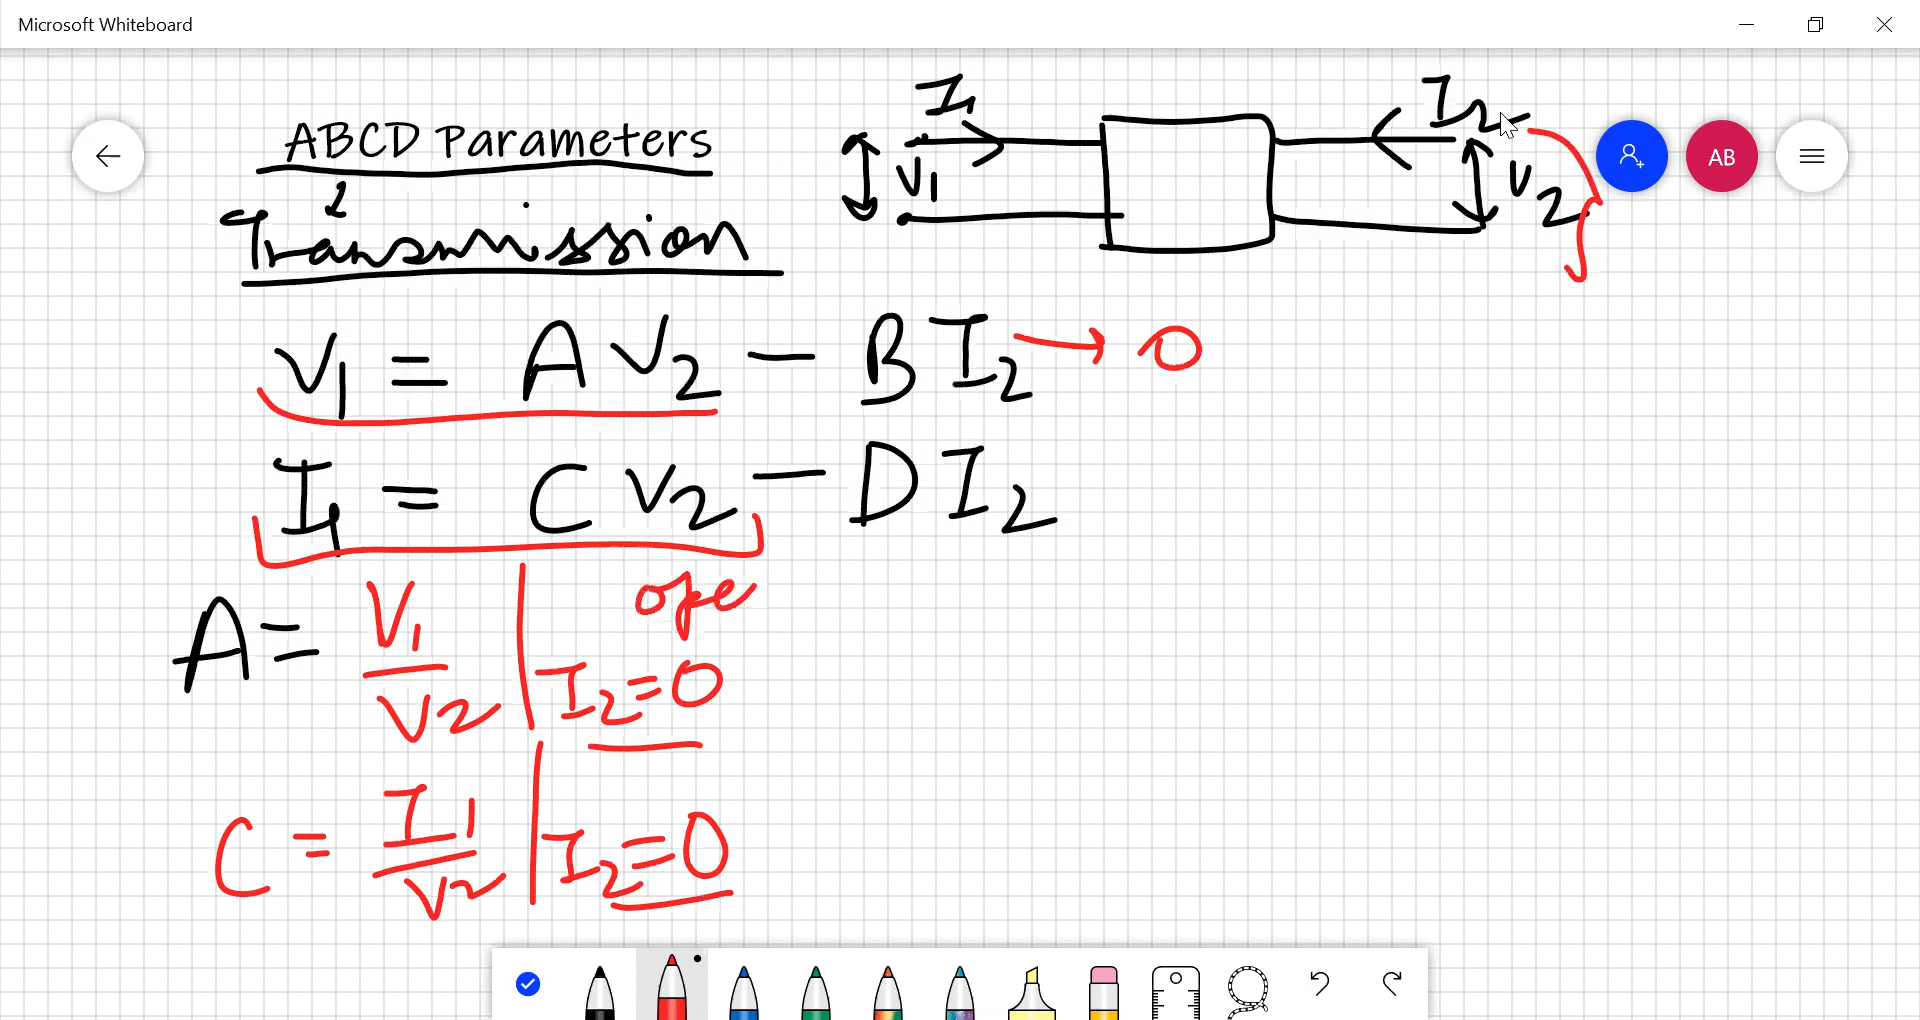 Microsoft Whiteboard
ABCD Parameters
Transmission
I1
V1
I2
V2
AB
V1 = AV2 - BI2 → 0
I1 = CV2 - DI2
A = V1/V2 | I2=0
ope
C = I1/V2 | I2=0